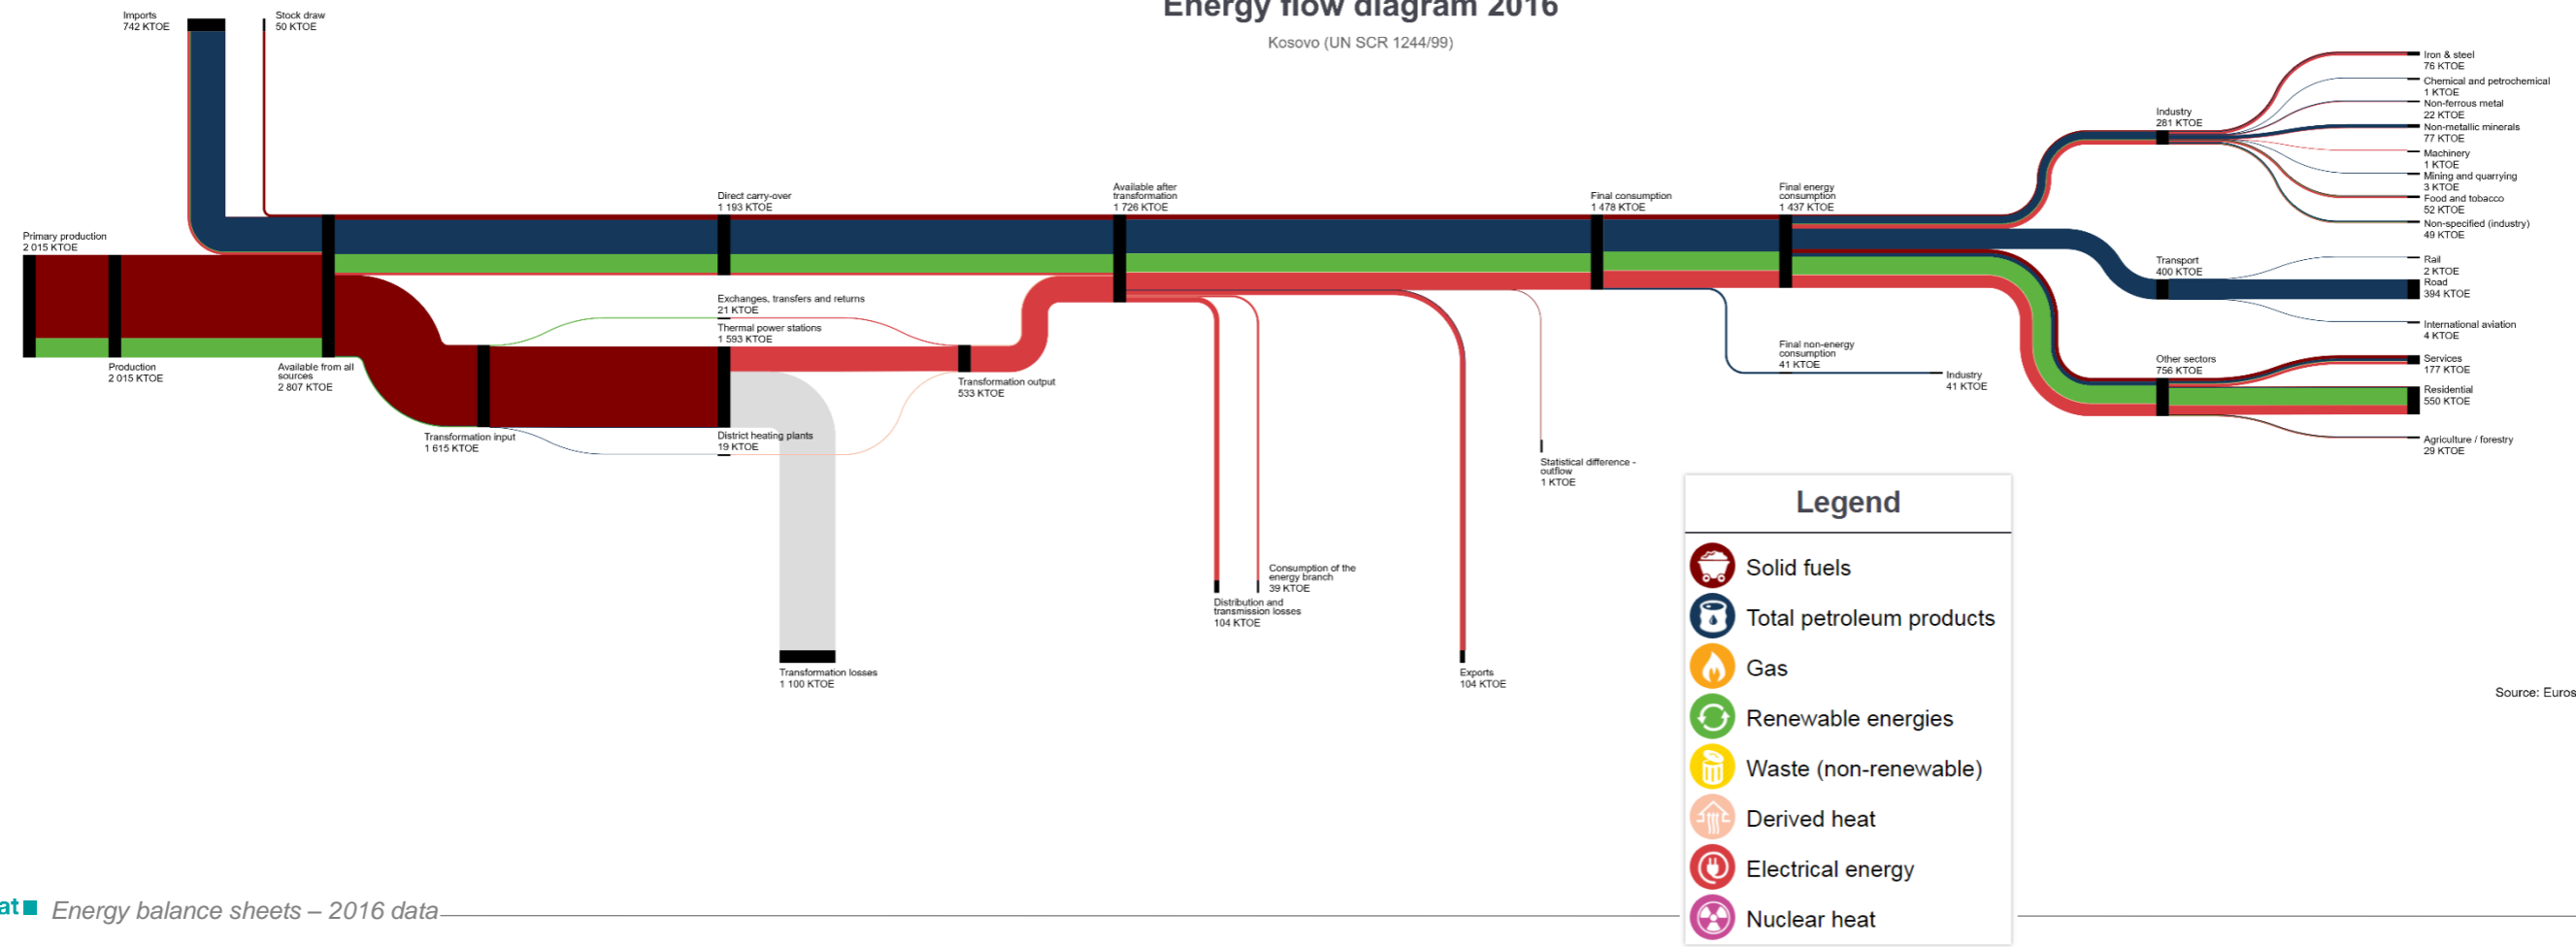 Energy flow diagram 2016
Kosovo (UN SCR 1244/99)
Imports
742 KTOE
Stock draw
50 KTOE
Primary production
2 015 KTOE
Production
2 015 KTOE
Available from all
sources
2 807 KTOE
Transformation input
1 615 KTOE
Direct carry-over
1 193 KTOE
Exchanges, transfers and returns
21 KTOE
Thermal power stations
1 593 KTOE
District heating plants
19 KTOE
Transformation losses
1 100 KTOE
Transformation output
533 KTOE
Available after
transformation
1 726 KTOE
Distribution and
transmission losses
104 KTOE
Consumption of the
energy branch
39 KTOE
Exports
104 KTOE
Statistical difference -
outflow
1 KTOE
Final consumption
1 478 KTOE
Final energy
consumption
1 437 KTOE
Final non-energy
consumption
41 KTOE
Industry
41 KTOE
Industry
281 KTOE
Transport
400 KTOE
Other sectors
756 KTOE
Iron & steel
76 KTOE
Chemical and petrochemical
1 KTOE
Non-ferrous metal
22 KTOE
Non-metallic minerals
77 KTOE
Machinery
1 KTOE
Mining and quarrying
3 KTOE
Food and tobacco
52 KTOE
Non-specified (industry)
49 KTOE
Rail
2 KTOE
Road
394 KTOE
International aviation
4 KTOE
Services
177 KTOE
Residential
550 KTOE
Agriculture / forestry
29 KTOE
Legend
Solid fuels
Total petroleum products
Gas
Renewable energies
Waste (non-renewable)
Derived heat
Electrical energy
Nuclear heat
Source: Euros
at
Energy balance sheets – 2016 data